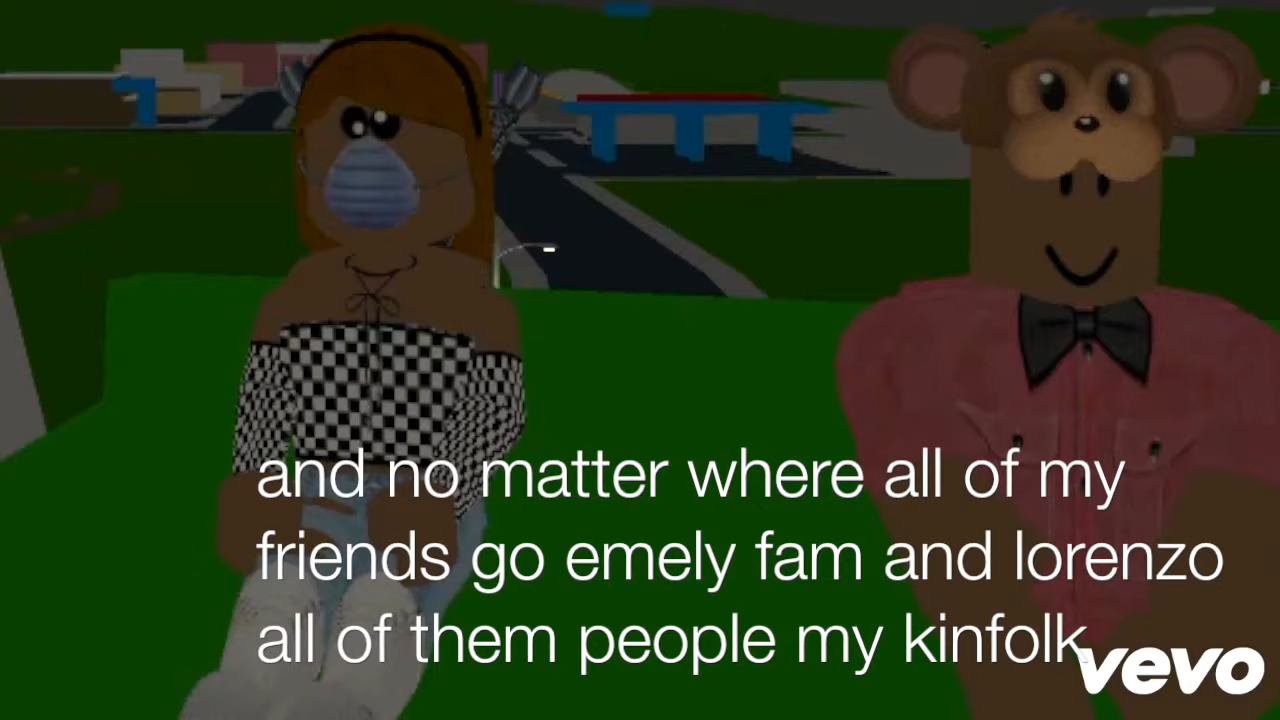 and no matter where all of my
friends go emely fam and lorenzo
all of them people my kinfolk
vevo